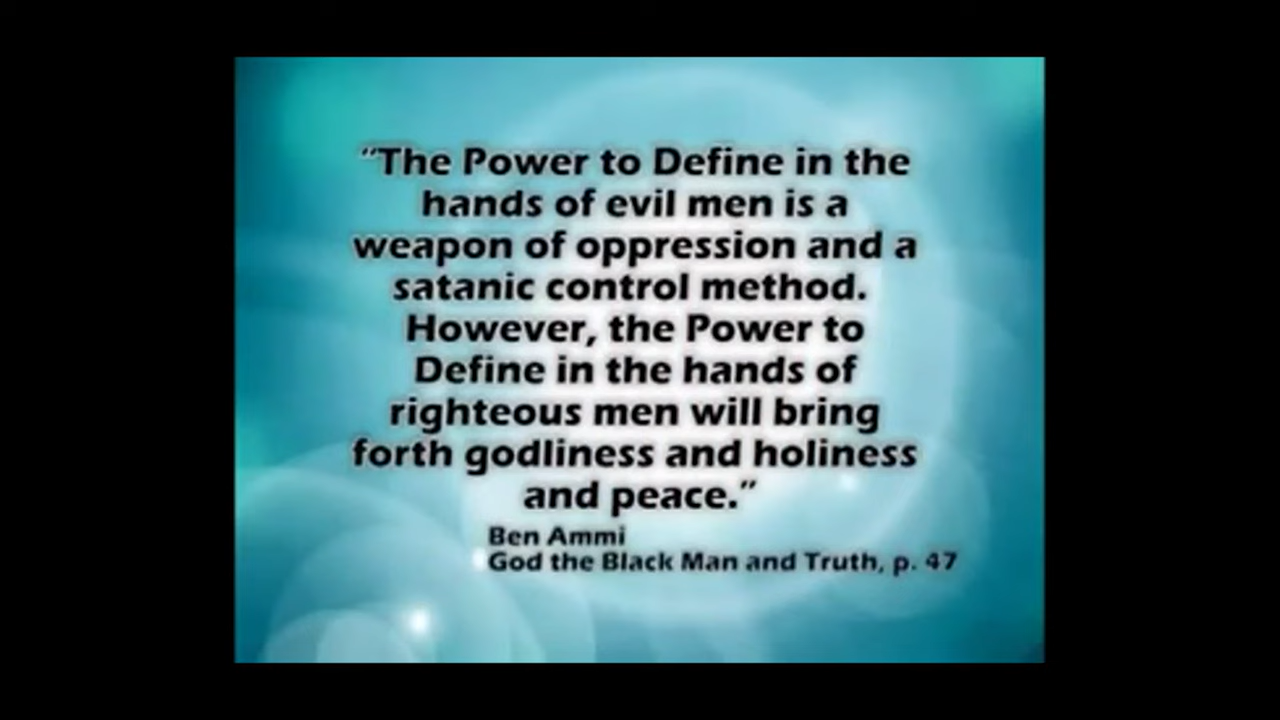 “The Power to Define in the
hands of evil men is a
weapon of oppression and a
satanic control method.
However, the Power to
Define in the hands of
righteous men will bring
forth godliness and holiness
and peace.”
Ben Ammi
God the Black Man and Truth, p. 47